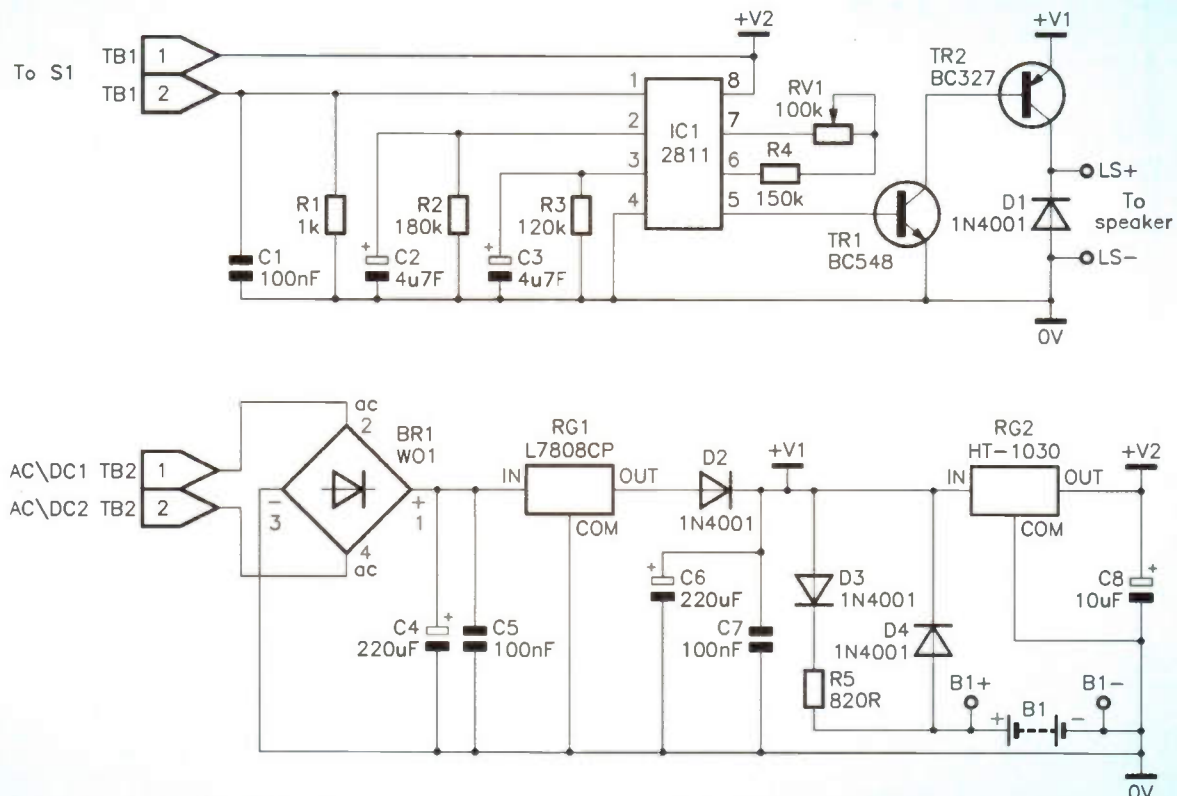 +V2
+V1
To S1
TB1 1
TB1 2
TR2
BC327
1
2
3
4
8
7
6
5
IC1
2811
RV1
100k
R4
150k
R1
1k
R2
180k
R3
120k
C1
100nF
+
C2
4u7F
+
C3
4u7F
TR1
BC548
D1
1N4001
LS+
To
speaker
LS-
0V
AC\DC1 TB2 1
AC\DC2 TB2 2
ac
2
BR1
WO1
-
3
+
1
4
ac
RG1
L7808CP
IN
OUT
COM
D2
1N4001
+V1
RG2
HT-1030
IN
OUT
COM
+V2
+
C4
220uF
C5
100nF
+
C6
220uF
C7
100nF
D3
1N4001
D4
1N4001
R5
820R
+
C8
10uF
B1+
B1-
+
B1
-
0V